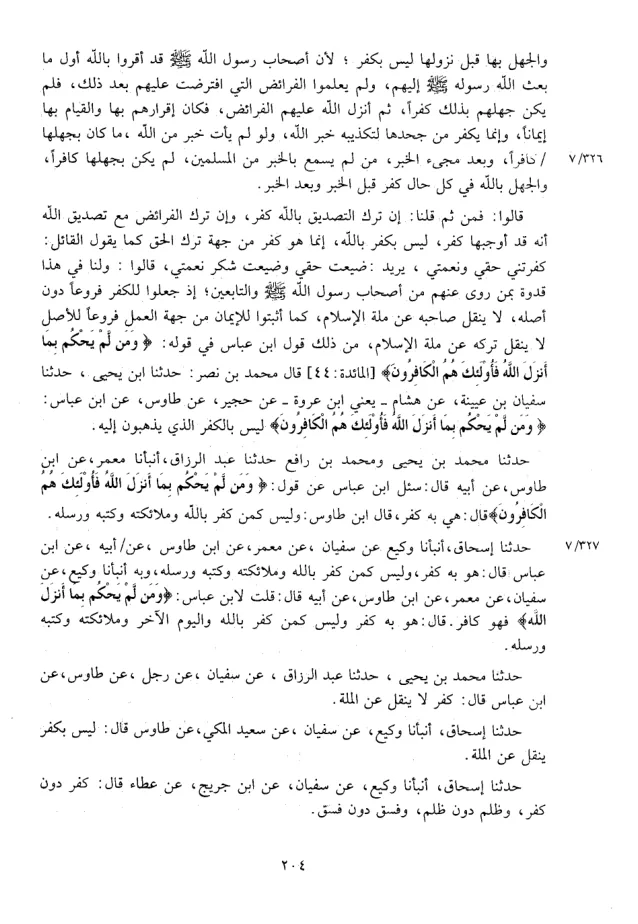 والجهل بها قبل نزولها ليس بكفر ؛ لأن أصحاب رسول الله ﷺ قد أقروا بالله أول ما
بعث الله رسوله ﷺ إليهم، ولم يعلموا الفرائض التي افترضت عليهم بعد ذلك، فلم
يكن جهلهم بذلك كفراً، ثم أنزل الله عليهم الفرائض، فكان إقرارهم بها والقيام بها
إيماناً، وإنما يكفر من جحدها لتكذيبه خبر الله، ولو لم يأت خبر من الله ،ما كان بجهلها
٧/٣٢٦ / كافراً، وبعد مجىء الخبر، من لم يسمع بالخبر من المسلمين، لم يكن بجهلها كافراً،
والجهل بالله في كل حال كفر قبل الخبر وبعد الخبر.
قالوا: فمن ثم قلنا: إن ترك التصديق بالله كفر، وإن ترك الفرائض مع تصديق الله
أنه قد أوجبها كفر، ليس بكفر بالله، إنما هو كفر من جهة ترك الحق كما يقول القائل:
كفرتني حقي ونعمتي ، يريد :ضيعت حقي وضيعت شكر نعمتي، قالوا : ولنا في هذا
قدوة بمن روى عنهم من أصحاب رسول الله ﷺ والتابعين؛ إذ جعلوا للكفر فروعاً دون
أصله، لا ينقل صاحبه عن ملة الإسلام، كما أثبتوا للإيمان من جهة العمل فروعاً للأصل
لا ينقل تركه عن ملة الإسلام، من ذلك قول ابن عباس في قوله: ﴿ وَمَن لَّمْ يَحْكُم بِمَا
أَنزَلَ اللَّهُ فَأُوْلَئِكَ هُمُ الْكَافِرُونَ﴾ [المائدة:٤٤] قال محمد بن نصر: حدثنا ابن يحيى ، حدثنا
سفيان بن عيينة، عن هشام ـ يعني ابن عروة ـ عن حجير، عن طاوس، عن ابن عباس:
﴿ وَمَن لَّمْ يَحْكُم بِمَا أَنزَلَ اللَّهُ فَأُوْلَئِكَ هُمُ الْكَافِرُونَ﴾ ليس بالكفر الذي يذهبون إليه.
حدثنا محمد بن يحيى ومحمد بن رافع حدثنا عبد الرزاق،أنبأنا معمر،عن ابن
طاوس،عن أبيه قال:سئل ابن عباس عن قول:﴿ وَمَن لَّمْ يَحْكُم بِمَا أَنزَلَ اللَّهُ فَأُوْلَئِكَ هُمُ
الْكَافِرُونَ﴾قال:هي به كفر،قال ابن طاوس:وليس كمن كفر بالله وملائكته وكتبه ورسله.
٧/٣٢٧ حدثنا إسحاق،أنبأنا وكيع عن سفيان ،عن معمر،عن ابن طاوس ،عن/ أبيه ،عن ابن
عباس قال:هو به كفر،وليس كمن كفر بالله وملائكته وكتبه ورسله،وبه أنبأنا وكيع،عن
سفيان،عن معمر،عن ابن طاوس،عن أبيه قال:قلت لابن عباس:﴿وَمَن لَّمْ يَحْكُم بِمَا أَنزَلَ
اللَّه﴾ فهو كافر.قال:هو به كفر وليس كمن كفر بالله واليوم الآخر وملائكته وكتبه
ورسله.
حدثنا محمد بن يحيى ، حدثنا عبد الرزاق ،عن سفيان ،عن رجل ،عن طاوس،عن
ابن عباس قال: كفر لا ينقل عن الملة.
حدثنا إسحاق، أنبأنا وكيع، عن سفيان ،عن سعيد المكي،عن طاوس قال: ليس بكفر
ينقل عن الملة.
حدثنا إسحاق، أنبأنا وكيع، عن سفيان، عن ابن جريج، عن عطاء قال: كفر دون
كفر، وظلم دون ظلم، وفسق دون فسق.
٢٠٤